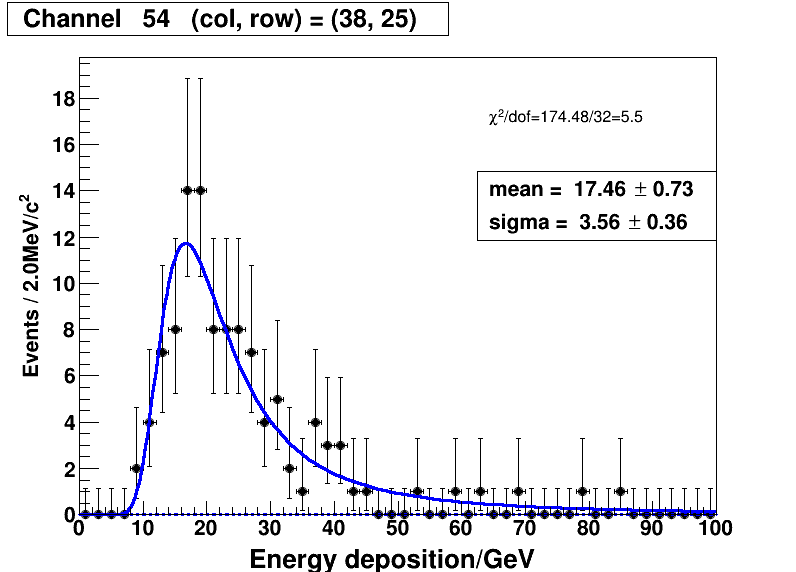 Channel 54 (col, row) = (38, 25)
χ²/dof=174.48/32=5.5
mean = 17.46 ± 0.73
sigma = 3.56 ± 0.36
Events / 2.0MeV/c²
18
16
14
12
10
8
6
4
2
0
0 10 20 30 40 50 60 70 80 90 100
Energy deposition/GeV